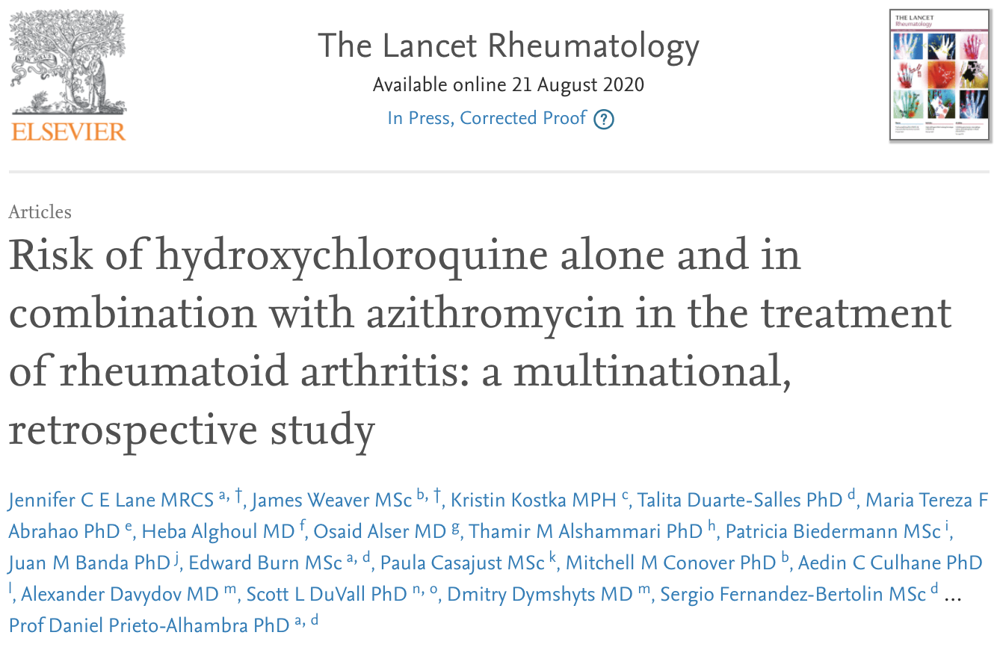 The Lancet Rheumatology
Available online 21 August 2020
In Press, Corrected Proof ?
ELSEVIER
THE LANCET
Rheumatology
Articles
Risk of hydroxychloroquine alone and in
combination with azithromycin in the treatment
of rheumatoid arthritis: a multinational,
retrospective study
Jennifer C E Lane MRCS a, †, James Weaver MSc b, †, Kristin Kostka MPH c, Talita Duarte-Salles PhD d, Maria Tereza F
Abrahao PhD e, Heba Alghoul MD f, Osaid Alser MD g, Thamir M Alshammari PhD h, Patricia Biedermann MSc i,
Juan M Banda PhD j, Edward Burn MSc a, d, Paula Casajust MSc k, Mitchell M Conover PhD b, Aedin C Culhane PhD
l, Alexander Davydov MD m, Scott L DuVall PhD n, o, Dmitry Dymshyts MD m, Sergio Fernandez-Bertolin MSc d ...
Prof Daniel Prieto-Alhambra PhD a, d